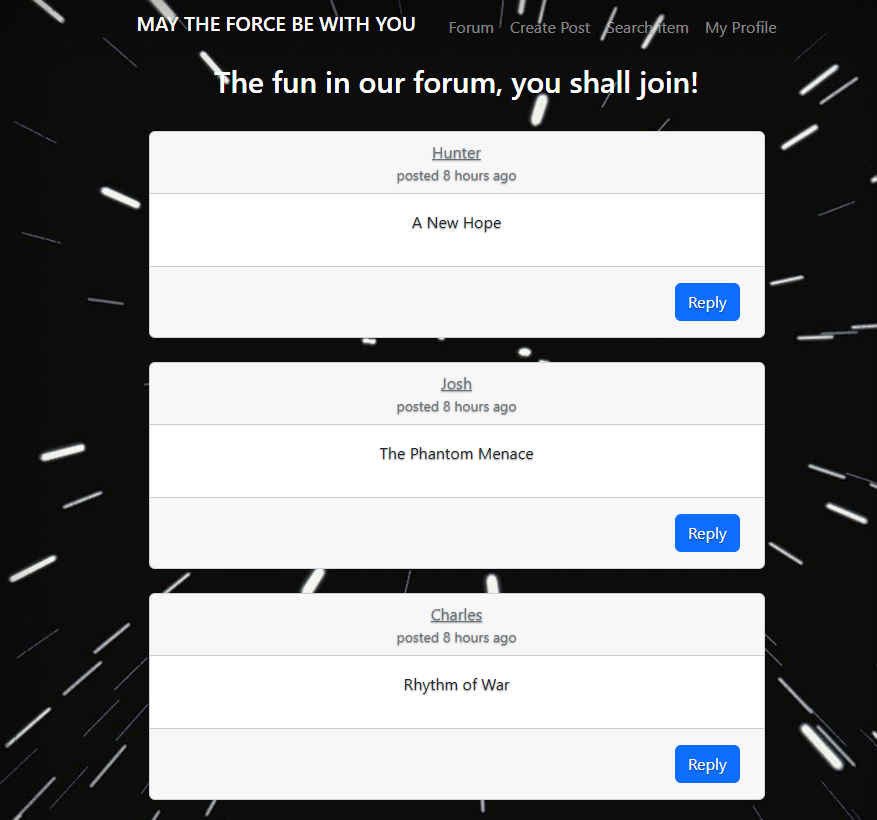 MAY THE FORCE BE WITH YOU Forum Create Post Search Item My Profile
The fun in our forum, you shall join!
Hunter
posted 8 hours ago
A New Hope
Reply
Josh
posted 8 hours ago
The Phantom Menace
Reply
Charles
posted 8 hours ago
Rhythm of War
Reply